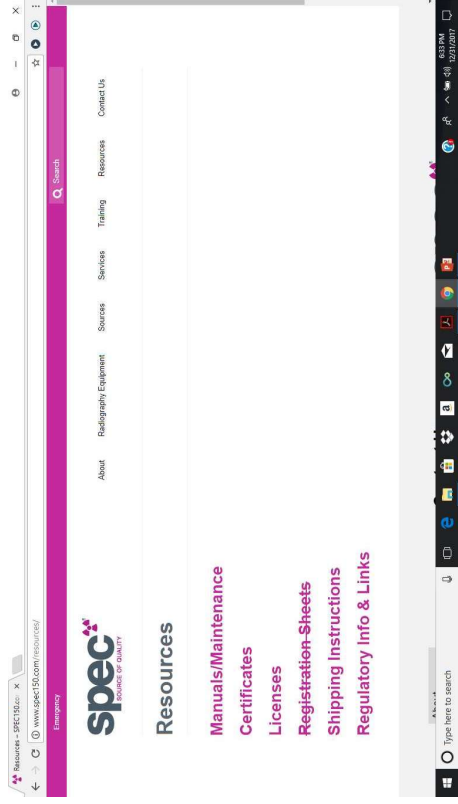 Resources – SPEC150.co
www.spec150.com/resources/
Emergency
Search
spec
SOURCE OF QUALITY
About Radiography Equipment Sources Services Training Resources Contact Us
Resources
Manuals/Maintenance
Certificates
Licenses
Registration Sheets
Shipping Instructions
Regulatory Info & Links
Type here to search
6:33 PM
12/31/2017